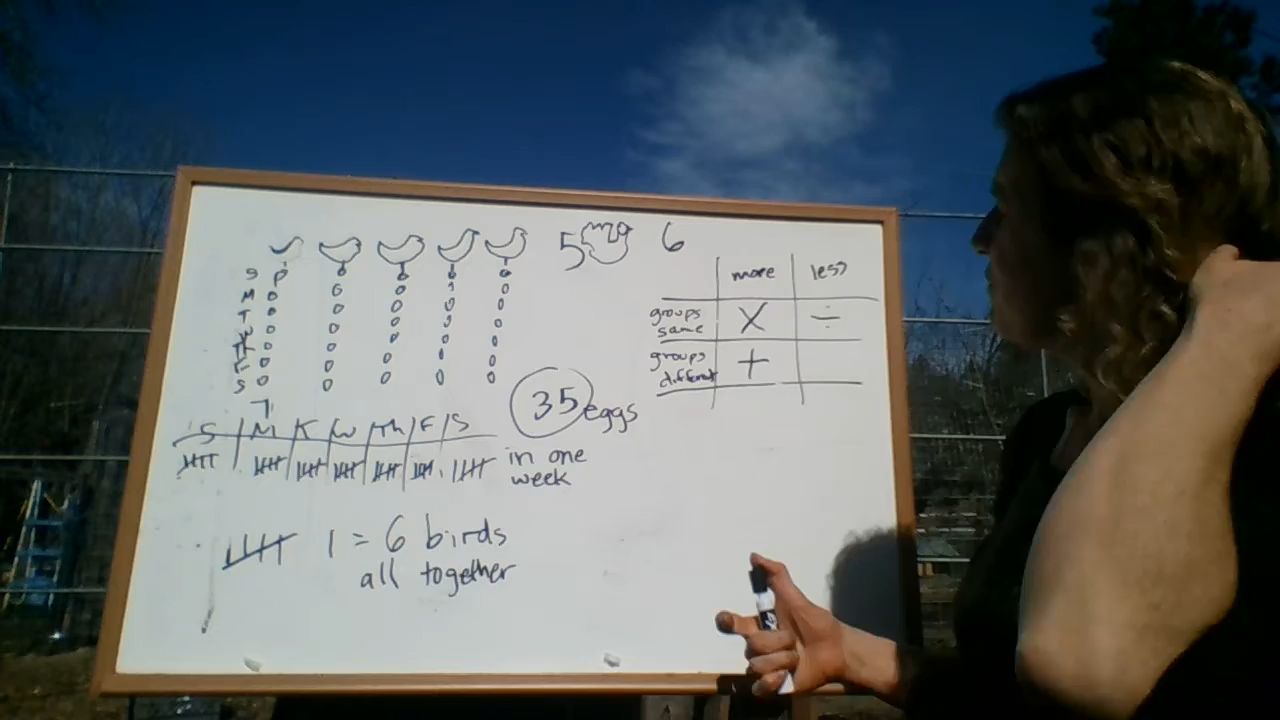 5 6
S
M
T
W
T
F
S
more less
groups same X ÷
groups different +
7
35 eggs
in one
week
S M T W Th F S
1 = 6 birds
all together